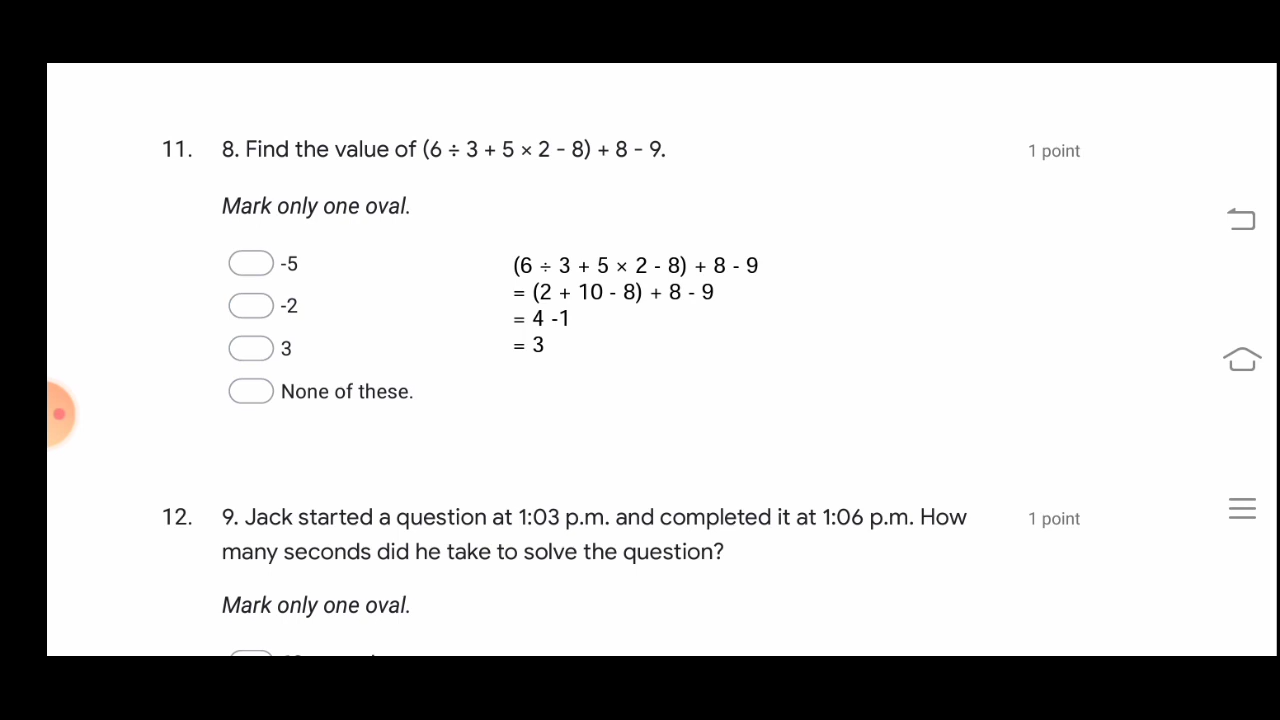 11. 8. Find the value of (6 ÷ 3 + 5 × 2 - 8) + 8 - 9. 1 point
Mark only one oval.
-5
-2
3
None of these.
(6 ÷ 3 + 5 × 2 - 8) + 8 - 9
= (2 + 10 - 8) + 8 - 9
= 4 -1
= 3
12. 9. Jack started a question at 1:03 p.m. and completed it at 1:06 p.m. How 1 point
many seconds did he take to solve the question?
Mark only one oval.